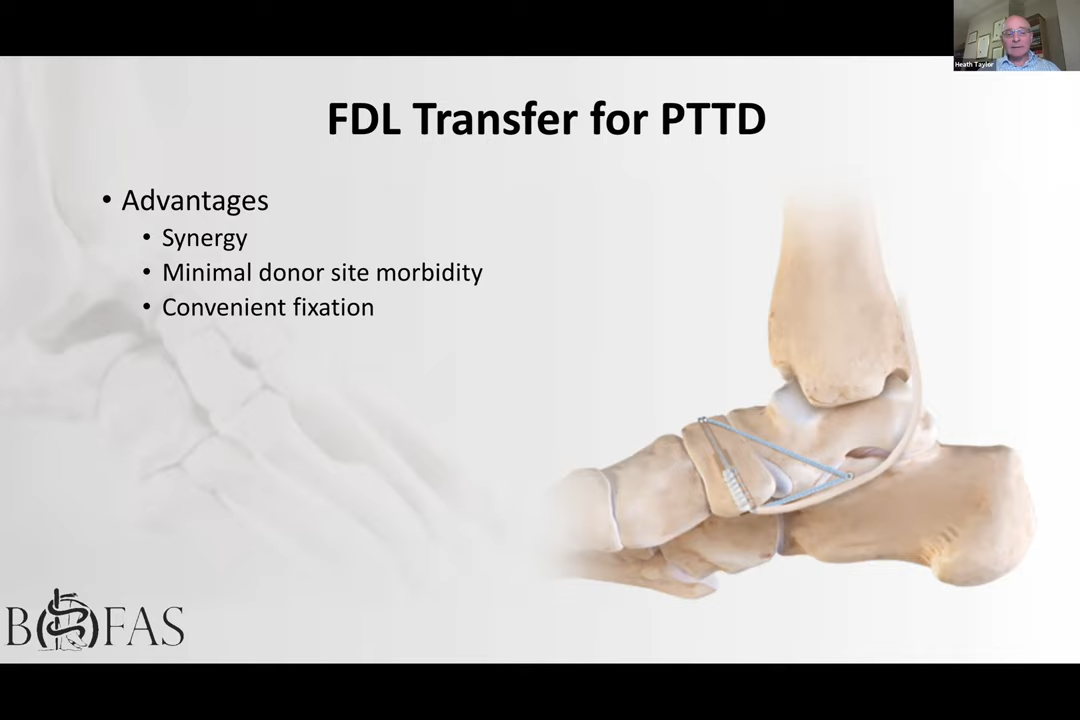 Heath Taylor
FDL Transfer for PTTD
• Advantages
• Synergy
• Minimal donor site morbidity
• Convenient fixation
BOFAS